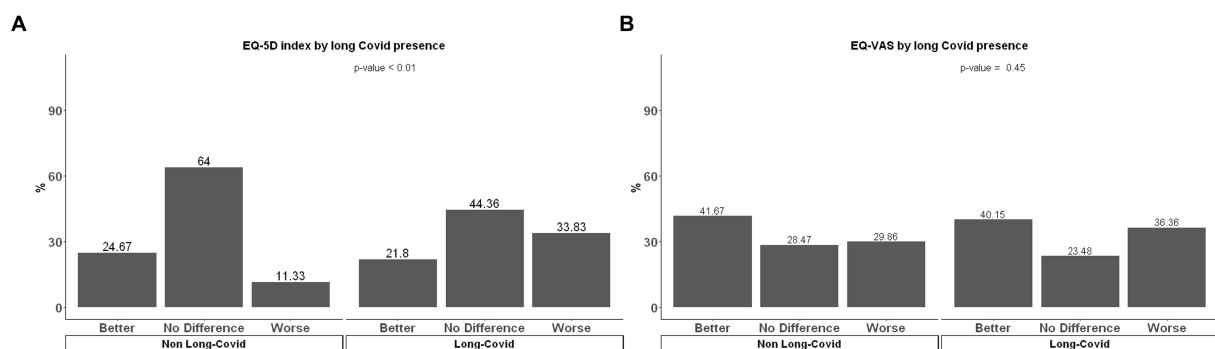 A
EQ-5D index by long Covid presence
p-value < 0.01
90
60
30
0
%
24.67
64
11.33
21.8
44.36
33.83
Better No Difference Worse Better No Difference Worse
Non Long-Covid Long-Covid
B
EQ-VAS by long Covid presence
p-value = 0.45
90
60
30
0
%
41.67
28.47
29.86
40.15
23.48
36.36
Better No Difference Worse Better No Difference Worse
Non Long-Covid Long-Covid